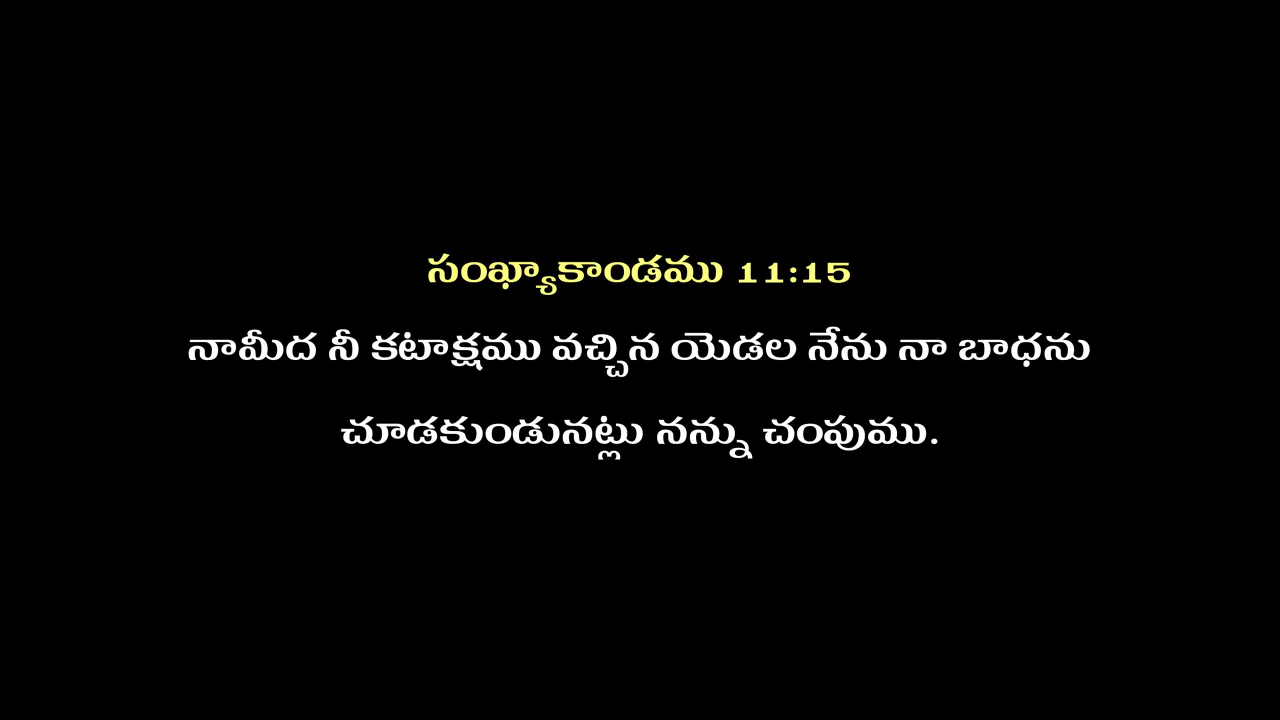 సంఖ్యాకాండము 11:15
నామీద నీ కటాక్షము వచ్చిన యెడల నేను నా బాధను
చూడకుండునట్లు నన్ను చంపుము.